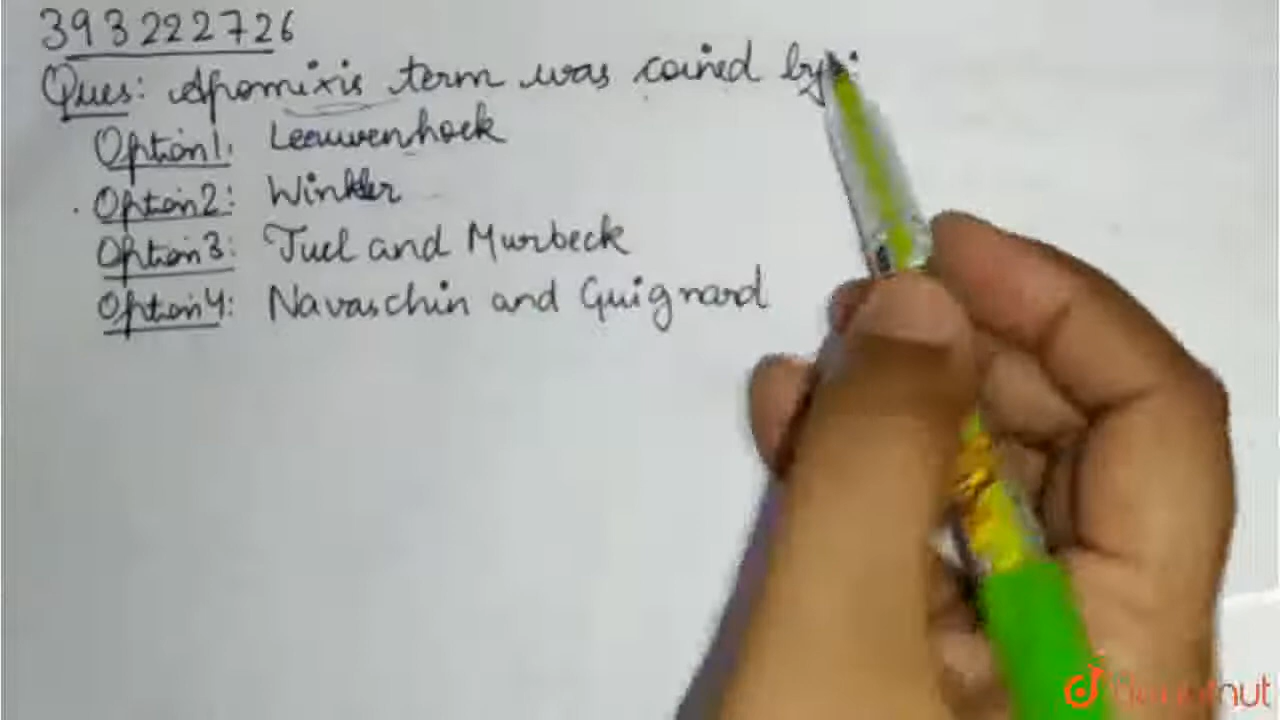 393222726
Ques: Apomixis term was coined by:
Option1: Leeuwenhoek
Option2: Winkler
Option3: Juel and Murbeck
Option4: Navaschin and Guignard